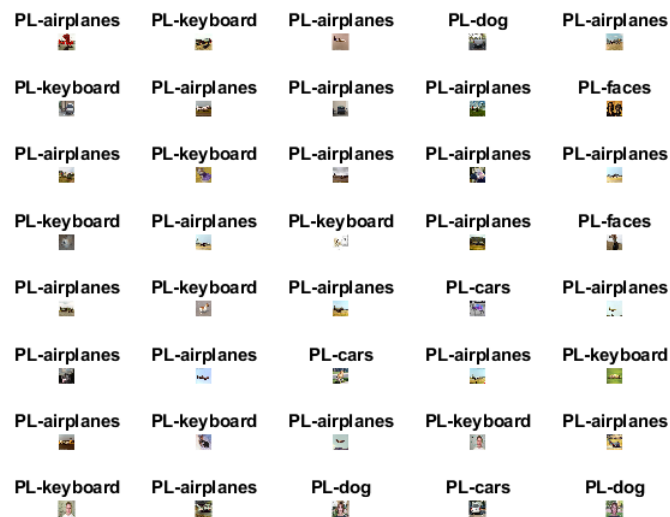 PL-airplanes PL-keyboard PL-airplanes PL-dog PL-airplanes
PL-keyboard PL-airplanes PL-airplanes PL-airplanes PL-faces
PL-airplanes PL-keyboard PL-airplanes PL-airplanes PL-airplanes
PL-keyboard PL-airplanes PL-keyboard PL-airplanes PL-faces
PL-airplanes PL-keyboard PL-airplanes PL-cars PL-airplanes
PL-airplanes PL-airplanes PL-cars PL-airplanes PL-keyboard
PL-airplanes PL-keyboard PL-airplanes PL-keyboard PL-airplanes
PL-keyboard PL-airplanes PL-dog PL-cars PL-dog